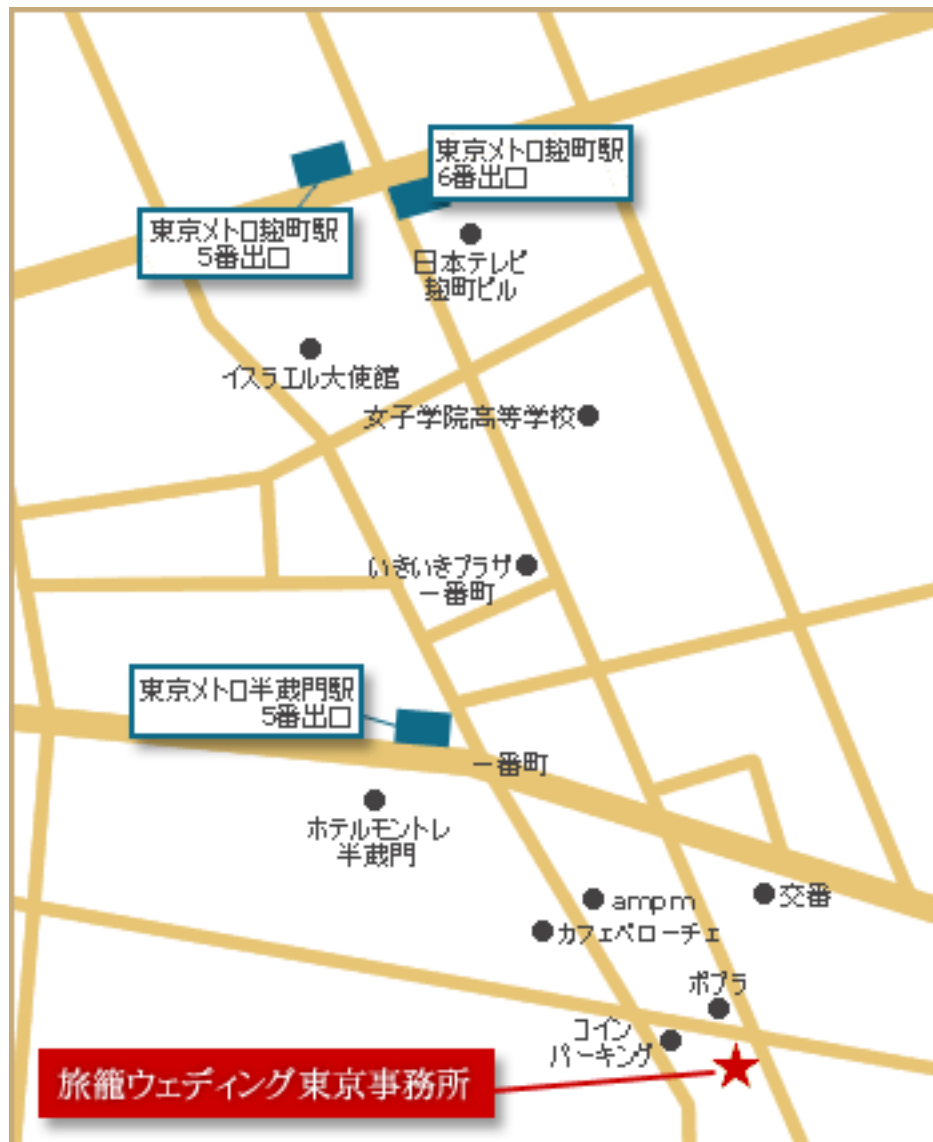 東京メトロ麹町駅
6番出口
東京メトロ麹町駅
5番出口
日本テレビ
麹町ビル
イスラエル大使館
女子学院高等学校
いきいきプラザ
一番町
東京メトロ半蔵門駅
5番出口
一番町
ホテルモントレ
半蔵門
ampm
交番
カフェベローチェ
ポプラ
コイン
パーキング
旅籠ウェディング東京事務所